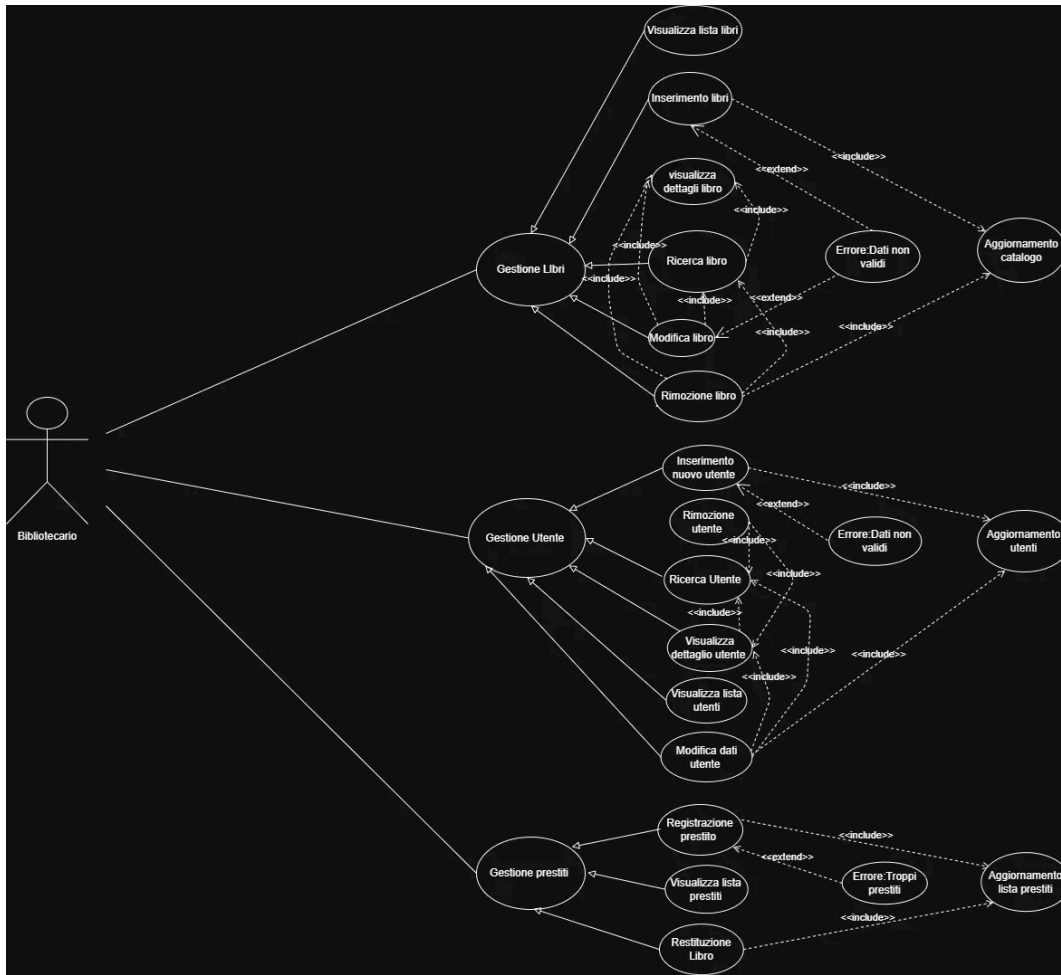 Visualizza lista libri
Inserimento libri
<<include>>
<<extend>>
visualizza
dettagli libro
<<include>>
<<include>>
Gestione LIbri
Ricerca libro
Errore:Dati non
validi
Aggiornamento
catalogo
<<include>>
<<include>>
<<extend>>
Modifica libro
<<include>>
<<include>>
Rimozione libro
Bibliotecario
Inserimento
nuovo utente
<<include>>
<<extend>>
Rimozione
utente
<<include>>
Gestione Utente
Errore:Dati non
validi
Aggiornamento
utenti
Ricerca Utente
<<include>>
<<include>>
Visualizza
dettaglio utente
<<include>>
<<include>>
<<include>>
Visualizza lista
utenti
Modifica dati
utente
Registrazione
prestito
<<include>>
<<extend>>
Gestione prestiti
Visualizza lista
prestiti
Errore:Troppi
prestiti
Aggiornamento
lista prestiti
<<include>>
Restituzione
Libro